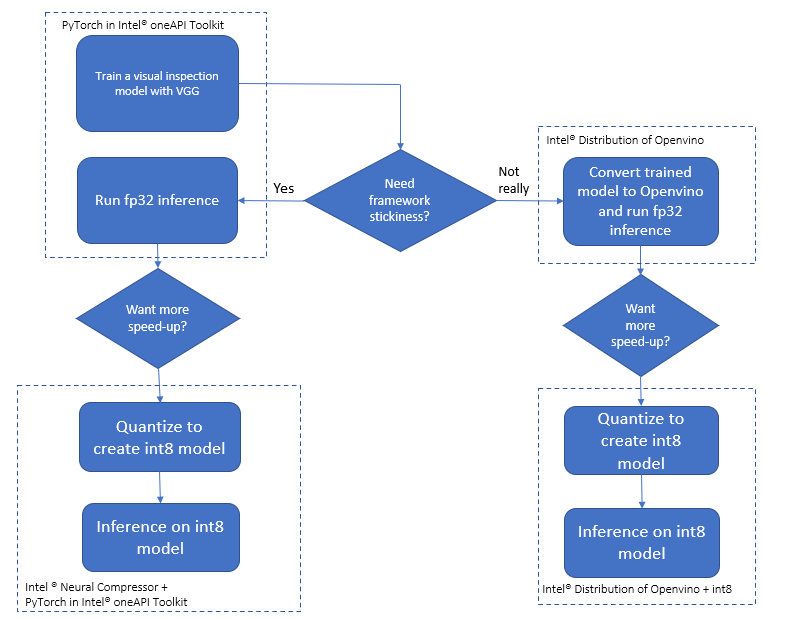 PyTorch in Intel® oneAPI Toolkit
Train a visual inspection
model with VGG
Run fp32 inference
Yes
Need
framework
stickiness?
Not
really
Intel® Distribution of Openvino
Convert trained
model to Openvino
and run fp32
inference
Want more
speed-up?
Want
more
speed-up?
Quantize to
create int8 model
Inference on int8
model
Intel ® Neural Compressor +
PyTorch in Intel® oneAPI Toolkit
Quantize to
create int8
model
Inference on int8
model
Intel® Distribution of Openvino + int8